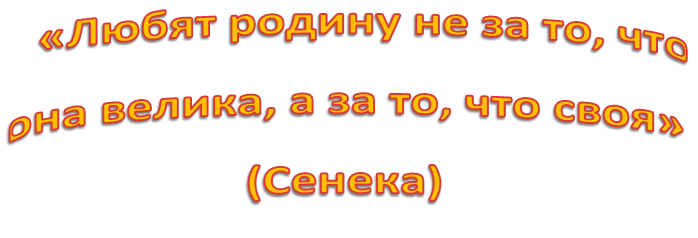 «Любят родину не за то, что
она велика, а за то, что своя»
(Сенека)